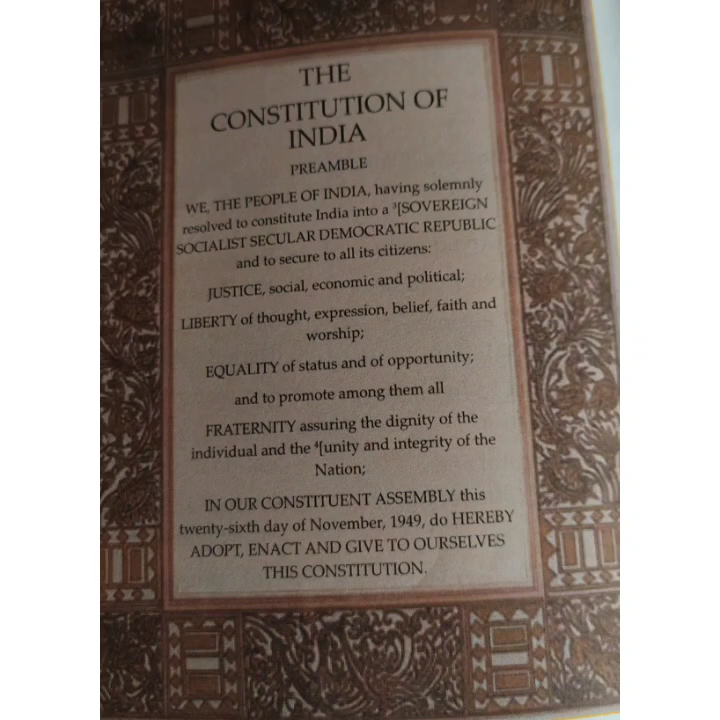 THE
CONSTITUTION OF
INDIA
PREAMBLE
WE, THE PEOPLE OF INDIA, having solemnly
resolved to constitute India into a ³[SOVEREIGN
SOCIALIST SECULAR DEMOCRATIC REPUBLIC
and to secure to all its citizens:
JUSTICE, social, economic and political;
LIBERTY of thought, expression, belief, faith and
worship;
EQUALITY of status and of opportunity;
and to promote among them all
FRATERNITY assuring the dignity of the
individual and the ⁴[unity and integrity of the
Nation;
IN OUR CONSTITUENT ASSEMBLY this
twenty-sixth day of November, 1949, do HEREBY
ADOPT, ENACT AND GIVE TO OURSELVES
THIS CONSTITUTION.